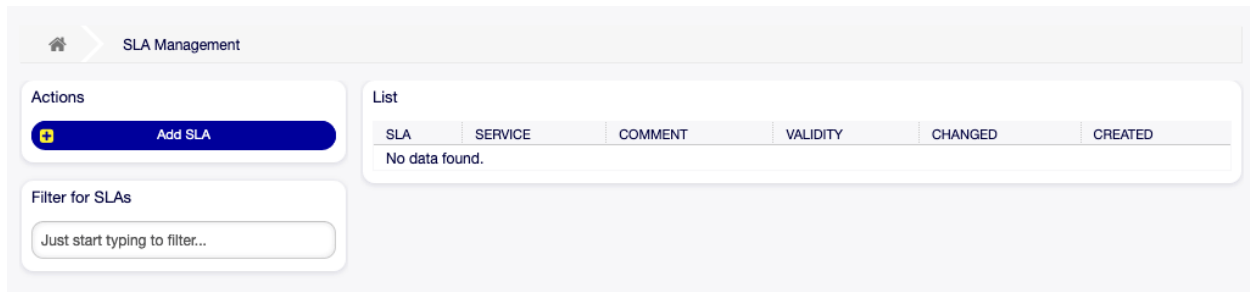 SLA Management
Actions
Add SLA
Filter for SLAs
Just start typing to filter...
List
SLA SERVICE COMMENT VALIDITY CHANGED CREATED
No data found.